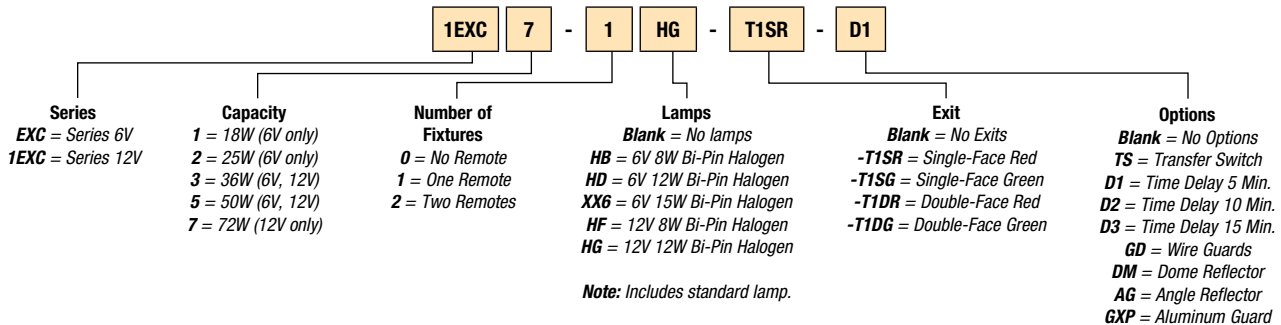 1EXC 7 - 1 HG - T1SR - D1
Series
EXC = Series 6V
1EXC = Series 12V
Capacity
1 = 18W (6V only)
2 = 25W (6V only)
3 = 36W (6V, 12V)
5 = 50W (6V, 12V)
7 = 72W (12V only)
Number of
Fixtures
0 = No Remote
1 = One Remote
2 = Two Remotes
Lamps
Blank = No lamps
HB = 6V 8W Bi-Pin Halogen
HD = 6V 12W Bi-Pin Halogen
XX6 = 6V 15W Bi-Pin Halogen
HF = 12V 8W Bi-Pin Halogen
HG = 12V 12W Bi-Pin Halogen
Note: Includes standard lamp.
Exit
Blank = No Exits
-T1SR = Single-Face Red
-T1SG = Single-Face Green
-T1DR = Double-Face Red
-T1DG = Double-Face Green
Options
Blank = No Options
TS = Transfer Switch
D1 = Time Delay 5 Min.
D2 = Time Delay 10 Min.
D3 = Time Delay 15 Min.
GD = Wire Guards
DM = Dome Reflector
AG = Angle Reflector
GXP = Aluminum Guard